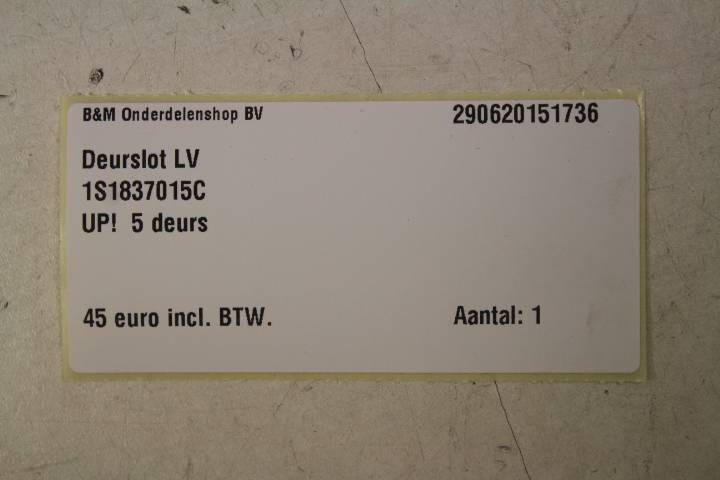 B&M Onderdelenshop BV 290620151736
Deurslot LV
1S1837015C
UP! 5 deurs
45 euro incl. BTW. Aantal: 1